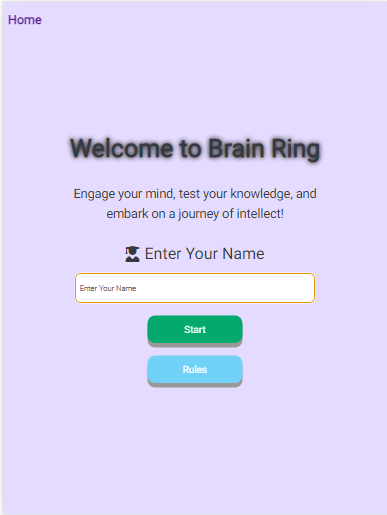 Home
Welcome to Brain Ring
Engage your mind, test your knowledge, and
embark on a journey of intellect!
Enter Your Name
Enter Your Name
Start
Rules